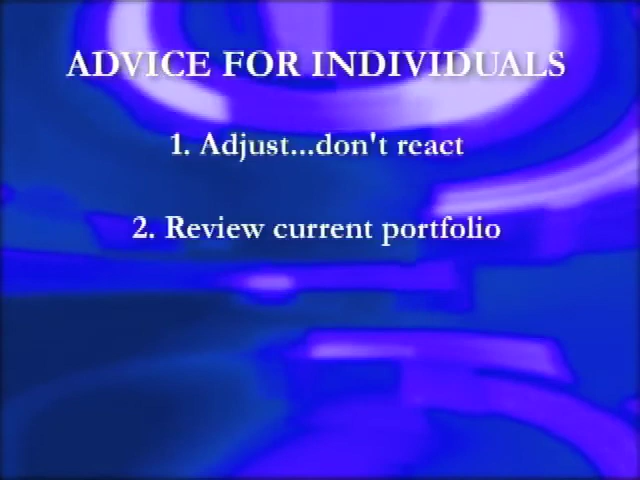 ADVICE FOR INDIVIDUALS
1. Adjust...don't react
2. Review current portfolio